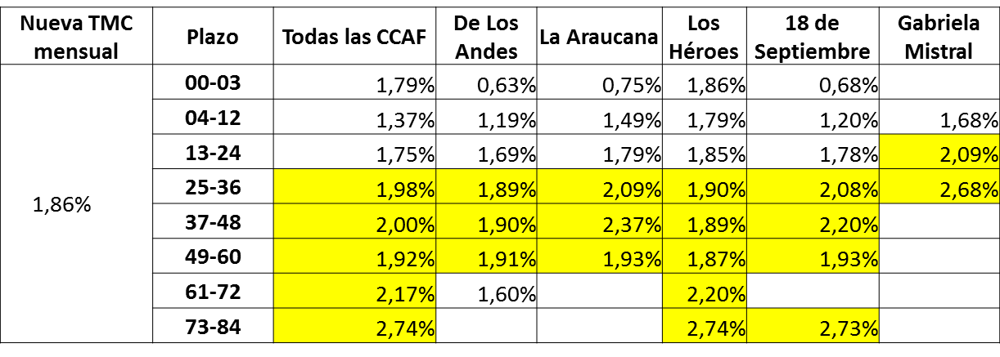 Nueva TMC mensual Plazo Todas las CCAF De Los Andes La Araucana Los Héroes 18 de Septiembre Gabriela Mistral
00-03 1,79% 0,63% 0,75% 1,86% 0,68%
04-12 1,37% 1,19% 1,49% 1,79% 1,20% 1,68%
13-24 1,75% 1,69% 1,79% 1,85% 1,78% 2,09%
1,86% 25-36 1,98% 1,89% 2,09% 1,90% 2,08% 2,68%
37-48 2,00% 1,90% 2,37% 1,89% 2,20%
49-60 1,92% 1,91% 1,93% 1,87% 1,93%
61-72 2,17% 1,60% 2,20%
73-84 2,74% 2,74% 2,73%